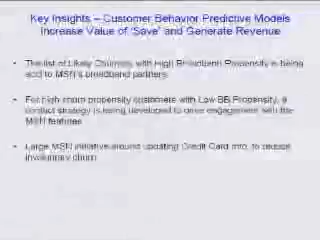 Key Insights – Customer Behavior Predictive Models
Increase Value of 'Save' and Generate Revenue
• The list of Likely Churners with High Broadband Propensity is being
sold to MSN's broadband partners.
• For high churn propensity customers with Low BB Propensity, a
contact strategy is being developed to drive engagement with the
MSN features
• Large MSN initiative around updating Credit Card info, to reduce
involuntary churn